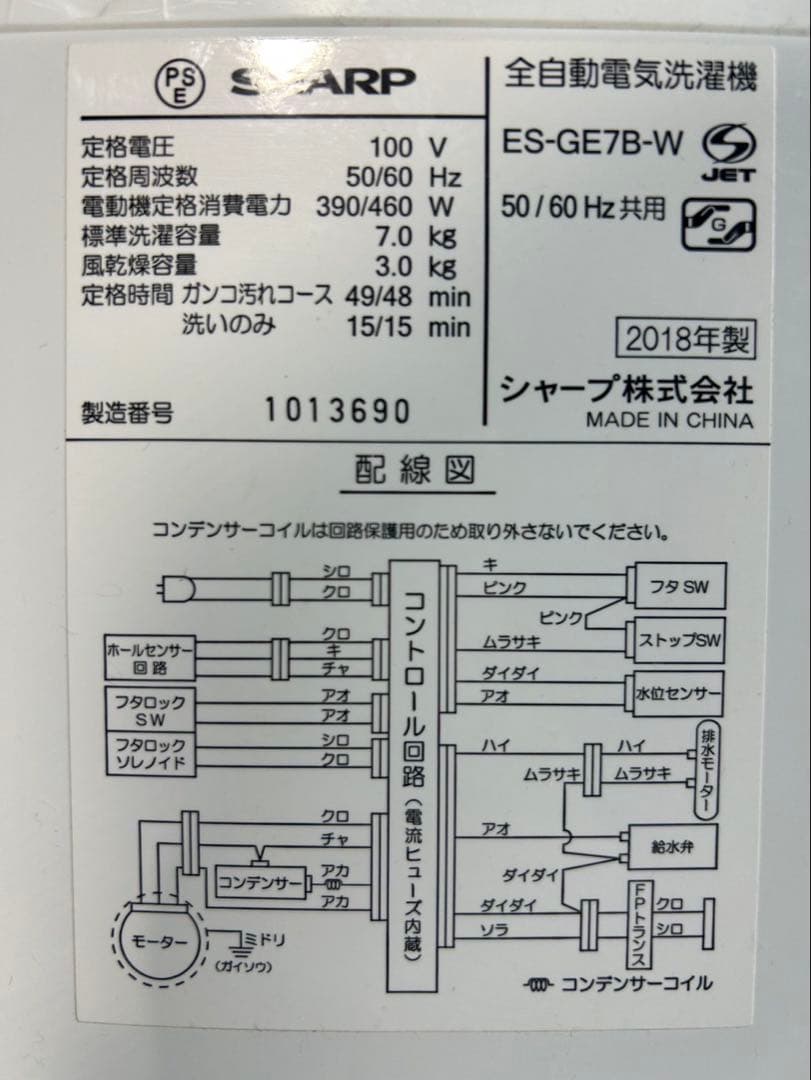 PS
E
SHARP
定格電圧 100 V
定格周波数 50/60 Hz
電動機定格消費電力 390/460 W
標準洗濯容量 7.0 kg
風乾燥容量 3.0 kg
定格時間 ガンコ汚れコース 49/48 min
洗いのみ 15/15 min
製造番号 1013690
全自動電気洗濯機
ES-GE7B-W
JET
50/60Hz共用
G
2018年製
シャープ株式会社
MADE IN CHINA
配線図
コンデンサーコイルは回路保護用のため取り外さないでください。
シロ
クロ
ホールセンサー
回路
クロ
キ
チャ
フタロック
SW
アオ
アオ
フタロック
ソレノイド
シロ
クロ
クロ
チャ
コンデンサー
アカ
アカ
モーター
ミドリ
(ガイソウ)
コントロール回路(電流ヒューズ内蔵)
キ
ピンク
フタSW
ピンク
ムラサキ
ストップSW
ダイダイ
アオ
水位センサー
ハイ
ハイ
ムラサキ
ムラサキ
排水モーター
アオ
給水弁
ダイダイ
ダイダイ
ソラ
FPトランス
クロ
シロ
コンデンサーコイル